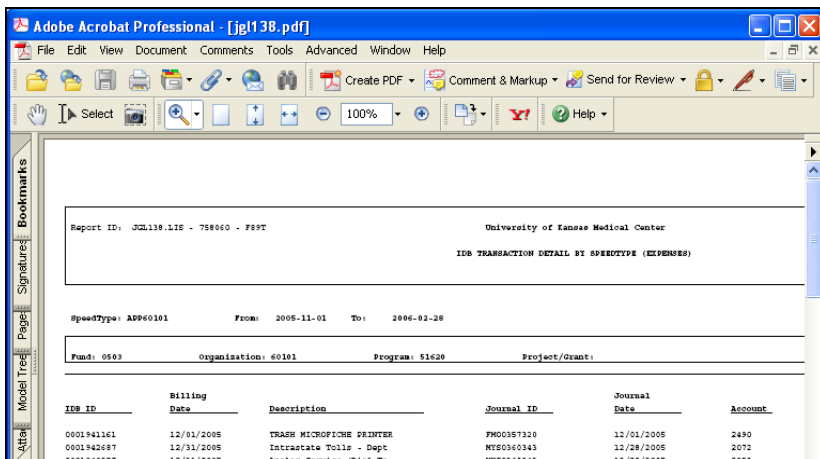 Adobe Acrobat Professional - [jgl138.pdf]
File Edit View Document Comments Tools Advanced Window Help
Create PDF Comment & Markup Send for Review
Select 100% Y! Help
Bookmarks
Signatures
Pages
Model Tree
Report ID: JGL138.LIS - 758060 - F89T University of Kansas Medical Center
IDB TRANSACTION DETAIL BY SPEEDTYPE (EXPENSES)
SpeedType: APP60101 From: 2005-11-01 To: 2006-02-28
Fund: 0503 Organization: 60101 Program: 51620 Project/Grant:
Billing Journal
IDB ID Date Description Journal ID Date Account
0001941161 12/01/2005 TRASH MICROFICHE PRINTER FM00357320 12/01/2005 2490
0001942687 12/31/2005 Intrastate Tolls - Dept MYS0360343 12/28/2005 2072